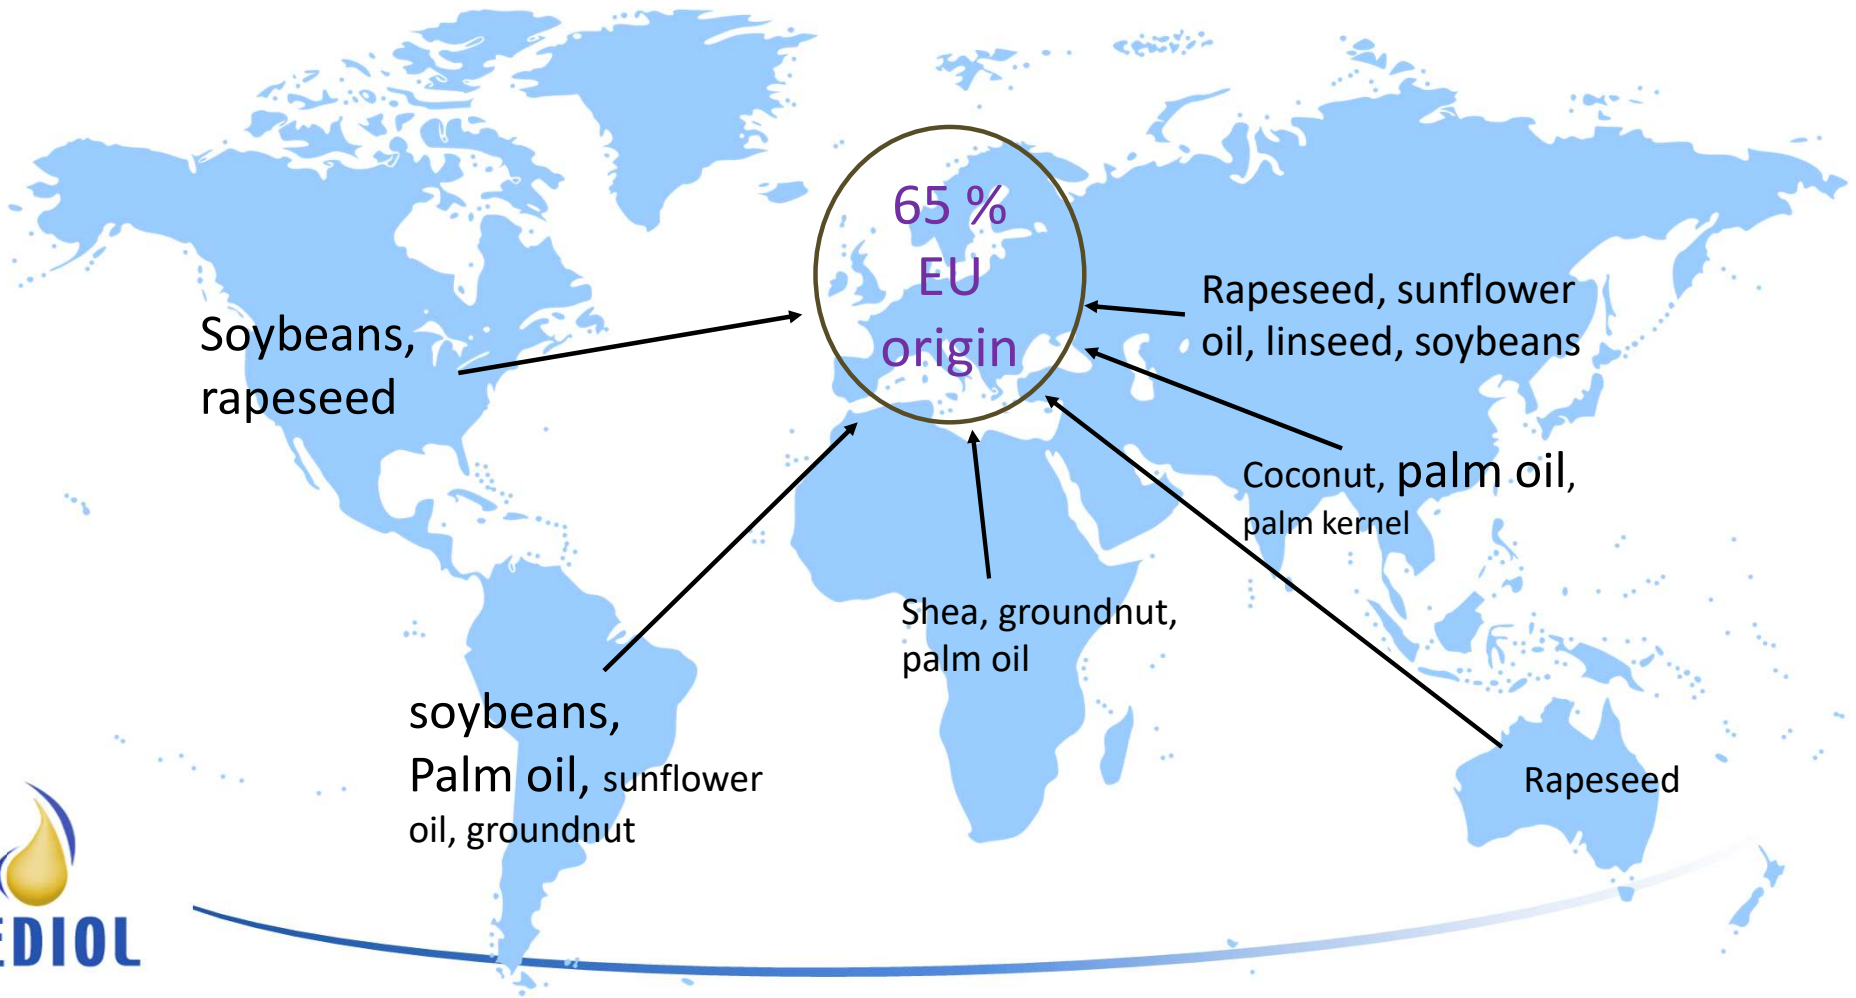 65 %
EU
origin
Soybeans,
rapeseed
Rapeseed, sunflower
oil, linseed, soybeans
Coconut, palm oil,
palm kernel
Shea, groundnut,
palm oil
soybeans,
Palm oil, sunflower
oil, groundnut
Rapeseed
EDIOL